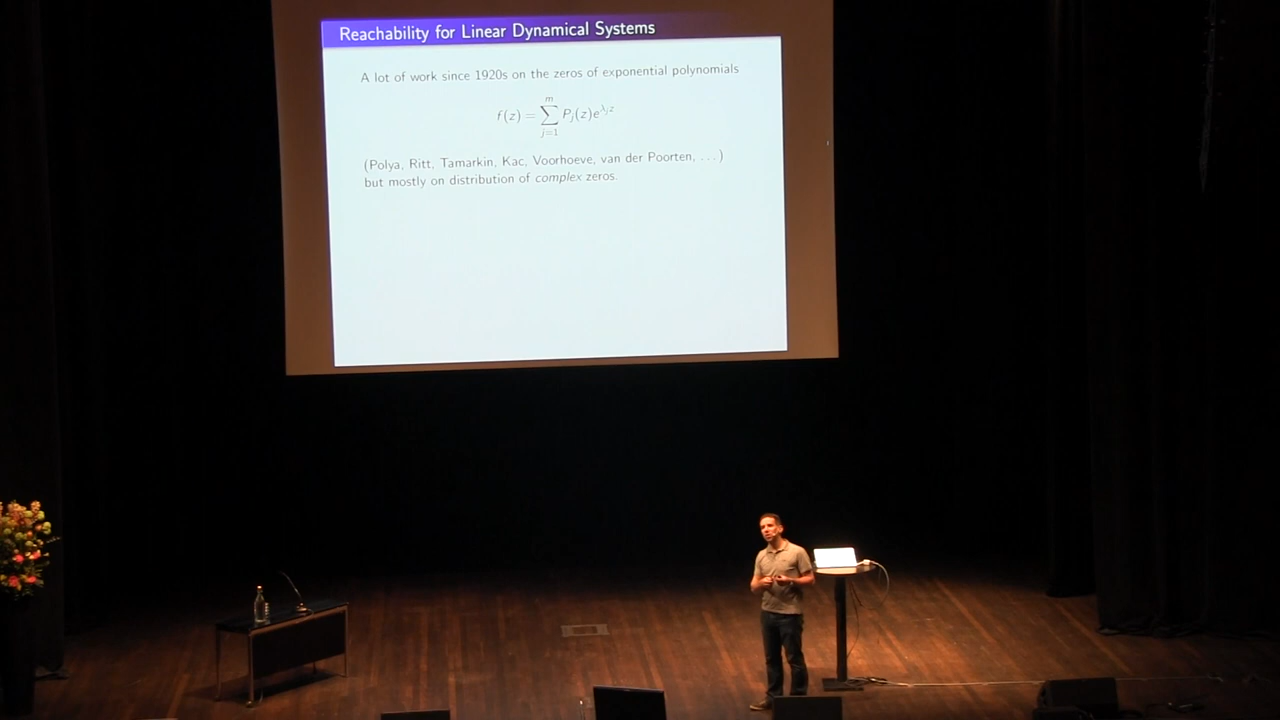 Reachability for Linear Dynamical Systems
A lot of work since 1920s on the zeros of exponential polynomials
f(z) = ∑_{j=1}^{m} P_j(z)e^{λ_j z}
(Polya, Ritt, Tamarkin, Kac, Voorhoeve, van der Poorten, ...)
but mostly on distribution of complex zeros.